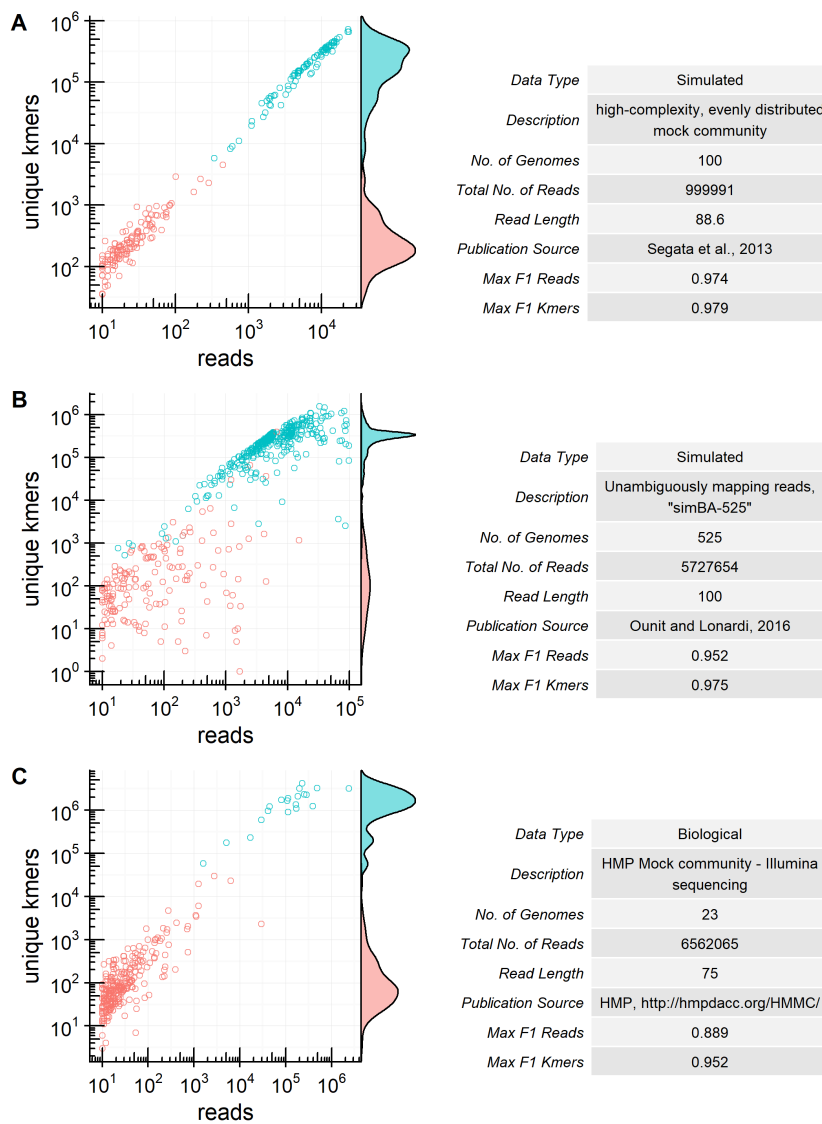 A
unique kmers
10^6
10^5
10^4
10^3
10^2
10^1 10^2 10^3 10^4
reads
Data Type Simulated
Description high-complexity, evenly distributed
mock community
No. of Genomes 100
Total No. of Reads 999991
Read Length 88.6
Publication Source Segata et al., 2013
Max F1 Reads 0.974
Max F1 Kmers 0.979
B
unique kmers
10^6
10^5
10^4
10^3
10^2
10^1
10^0
10^1 10^2 10^3 10^4 10^5
reads
Data Type Simulated
Description Unambiguously mapping reads,
"simBA-525"
No. of Genomes 525
Total No. of Reads 5727654
Read Length 100
Publication Source Ounit and Lonardi, 2016
Max F1 Reads 0.952
Max F1 Kmers 0.975
C
unique kmers
10^6
10^5
10^4
10^3
10^2
10^1
10^1 10^2 10^3 10^4 10^5 10^6
reads
Data Type Biological
Description HMP Mock community - Illumina
sequencing
No. of Genomes 23
Total No. of Reads 6562065
Read Length 75
Publication Source HMP, http://hmpdacc.org/HMMC/
Max F1 Reads 0.889
Max F1 Kmers 0.952